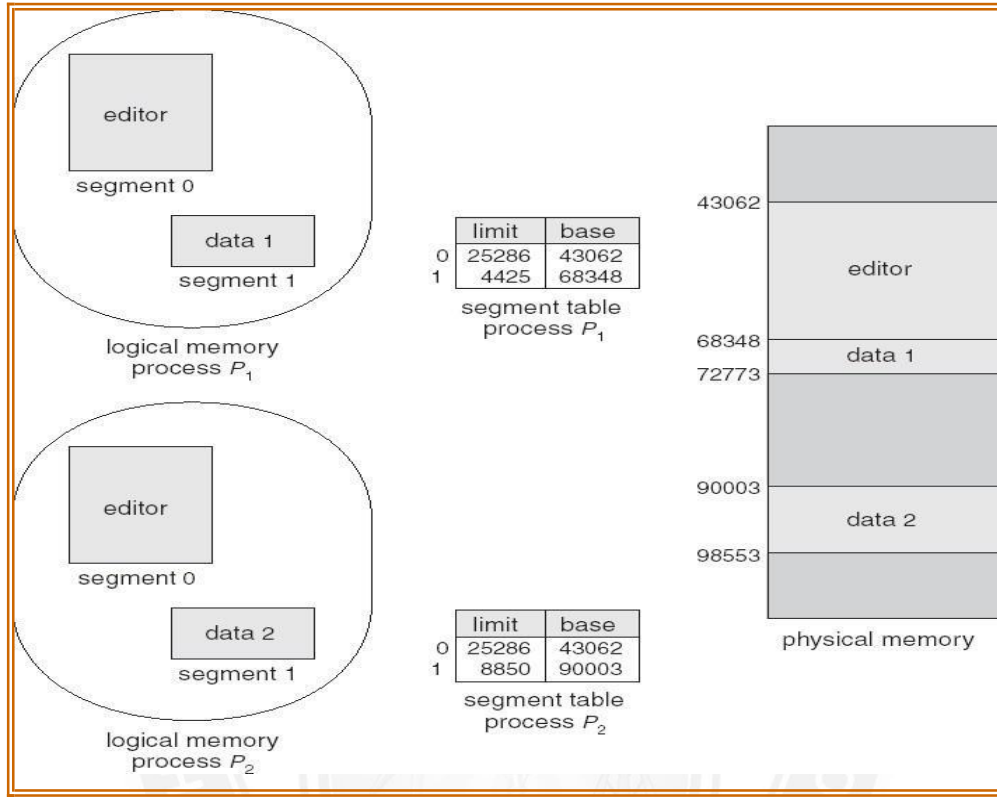 editor
segment 0
data 1
segment 1
logical memory
process P1
limit base
0 25286 43062
1 4425 68348
segment table
process P1
43062
editor
68348
data 1
72773
90003
data 2
98553
physical memory
editor
segment 0
data 2
segment 1
logical memory
process P2
limit base
0 25286 43062
1 8850 90003
segment table
process P2